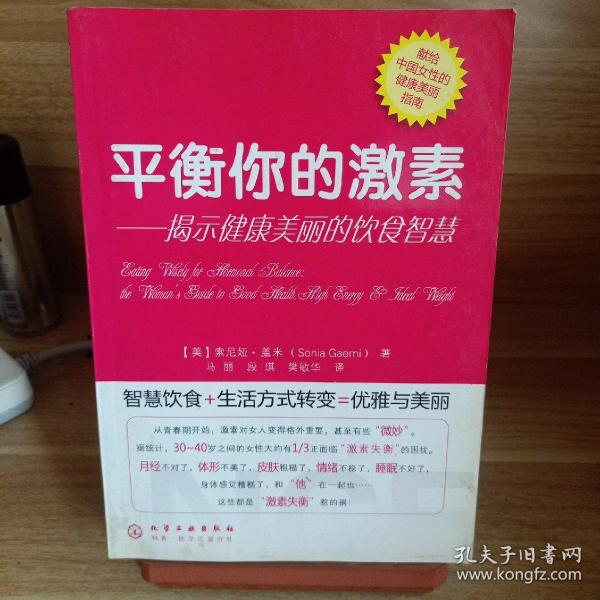 献给
中国女性的
健康美丽
指南
平衡你的激素
——揭示健康美丽的饮食智慧
Eating Wisely for Hormonal Balance:
the Woman's Guide to Good Health, High Energy & Ideal Weight
【美】索尼娅·盖米(Sonia Gaemi) 著
马 丽 段 琪 樊敏华 译
智慧饮食+生活方式转变=优雅与美丽
从青春期开始，激素对女人变得格外重要，甚至有些“微妙”。
据统计，30~40岁之间的女性大约有1/3正面临“激素失衡”的困扰。
月经不对了，体形不美了，皮肤粗糙了，情绪不稳了，睡眠不好了，
身体感觉糟糕了，和“他”在一起也……
这些都是“激素失衡”惹的祸！
化学工业出版社
孔夫子旧书网
www.kongfz.com